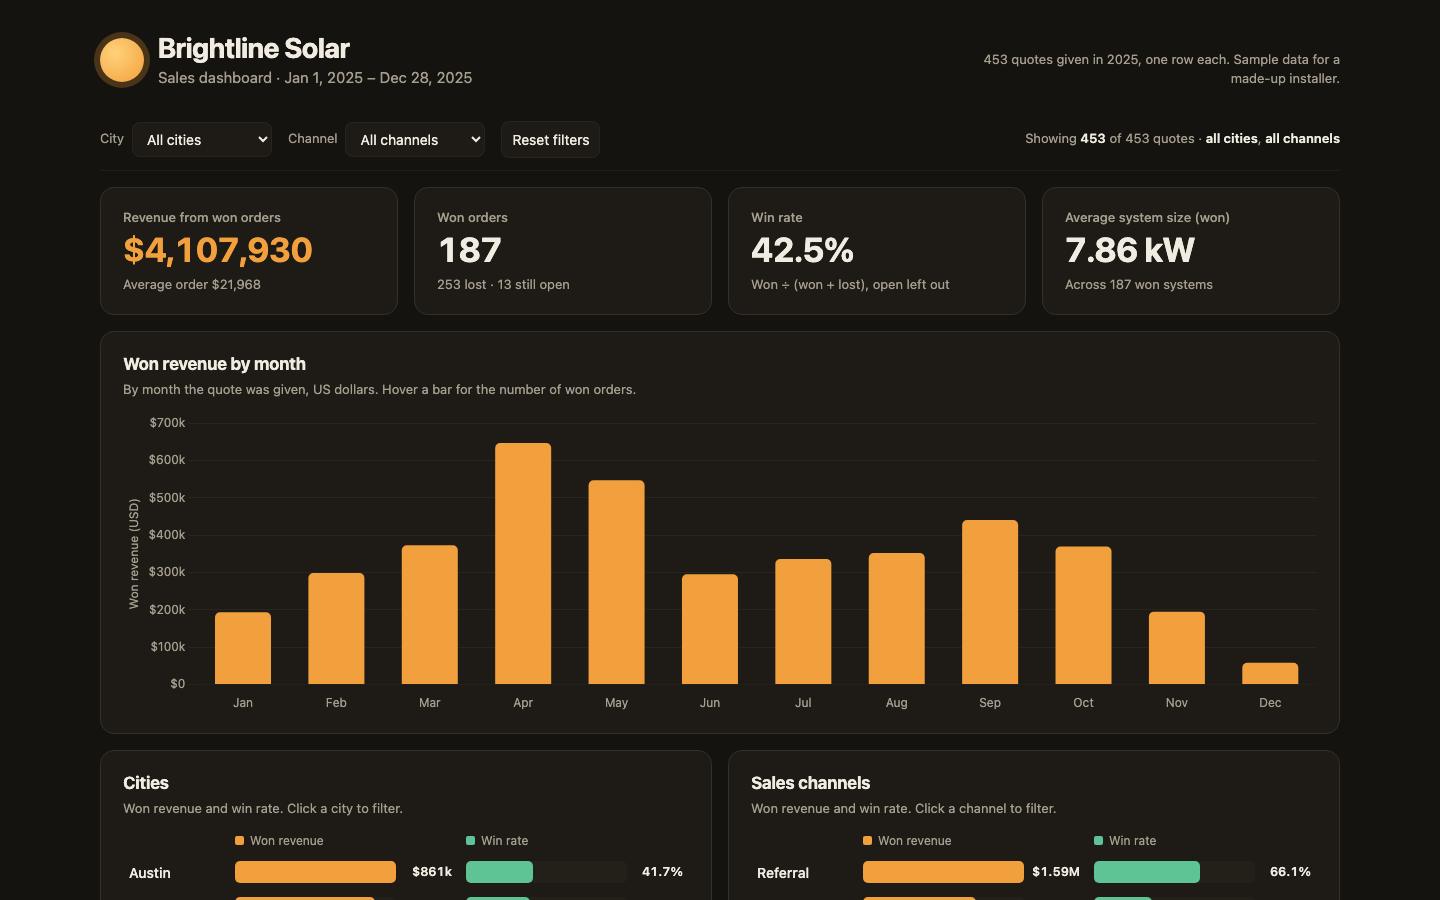 Brightline Solar
Sales dashboard · Jan 1, 2025 – Dec 28, 2025
453 quotes given in 2025, one row each. Sample data for a
made-up installer.
City All cities Channel All channels Reset filters
Showing 453 of 453 quotes · all cities, all channels
Revenue from won orders
$4,107,930
Average order $21,968
Won orders
187
253 lost · 13 still open
Win rate
42.5%
Won ÷ (won + lost), open left out
Average system size (won)
7.86 kW
Across 187 won systems
Won revenue by month
By month the quote was given, US dollars. Hover a bar for the number of won orders.
Won revenue (USD)
$700k
$600k
$500k
$400k
$300k
$200k
$100k
$0
Jan Feb Mar Apr May Jun Jul Aug Sep Oct Nov Dec
Cities
Won revenue and win rate. Click a city to filter.
Won revenue Win rate
Austin $861k 41.7%
Sales channels
Won revenue and win rate. Click a channel to filter.
Won revenue Win rate
Referral $1.59M 66.1%